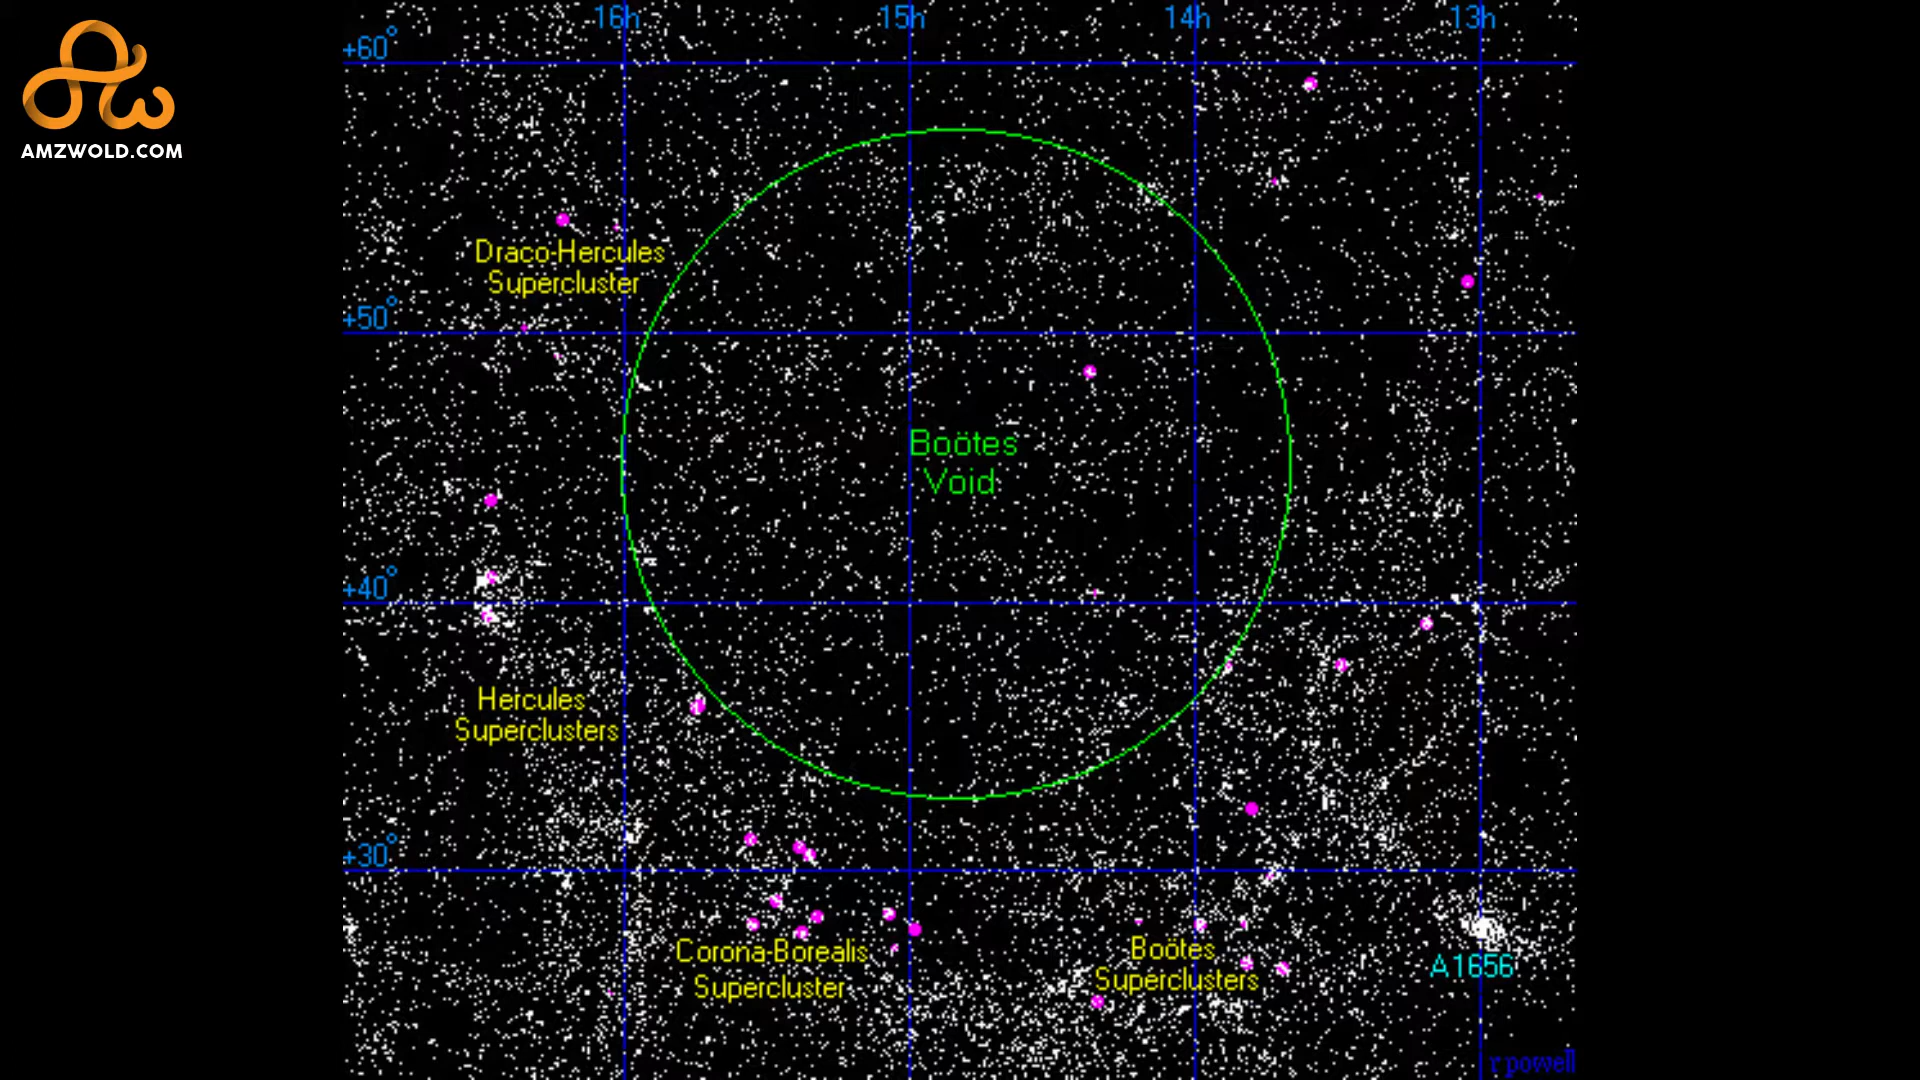 16h 15h 14h 13h
+60°
AMZWOLD.COM
Draco-Hercules
Supercluster
+50°
Boötes
Void
+40°
Hercules
Superclusters
+30°
Corona-Borealis
Supercluster
Boötes
Superclusters
A1656
r powell